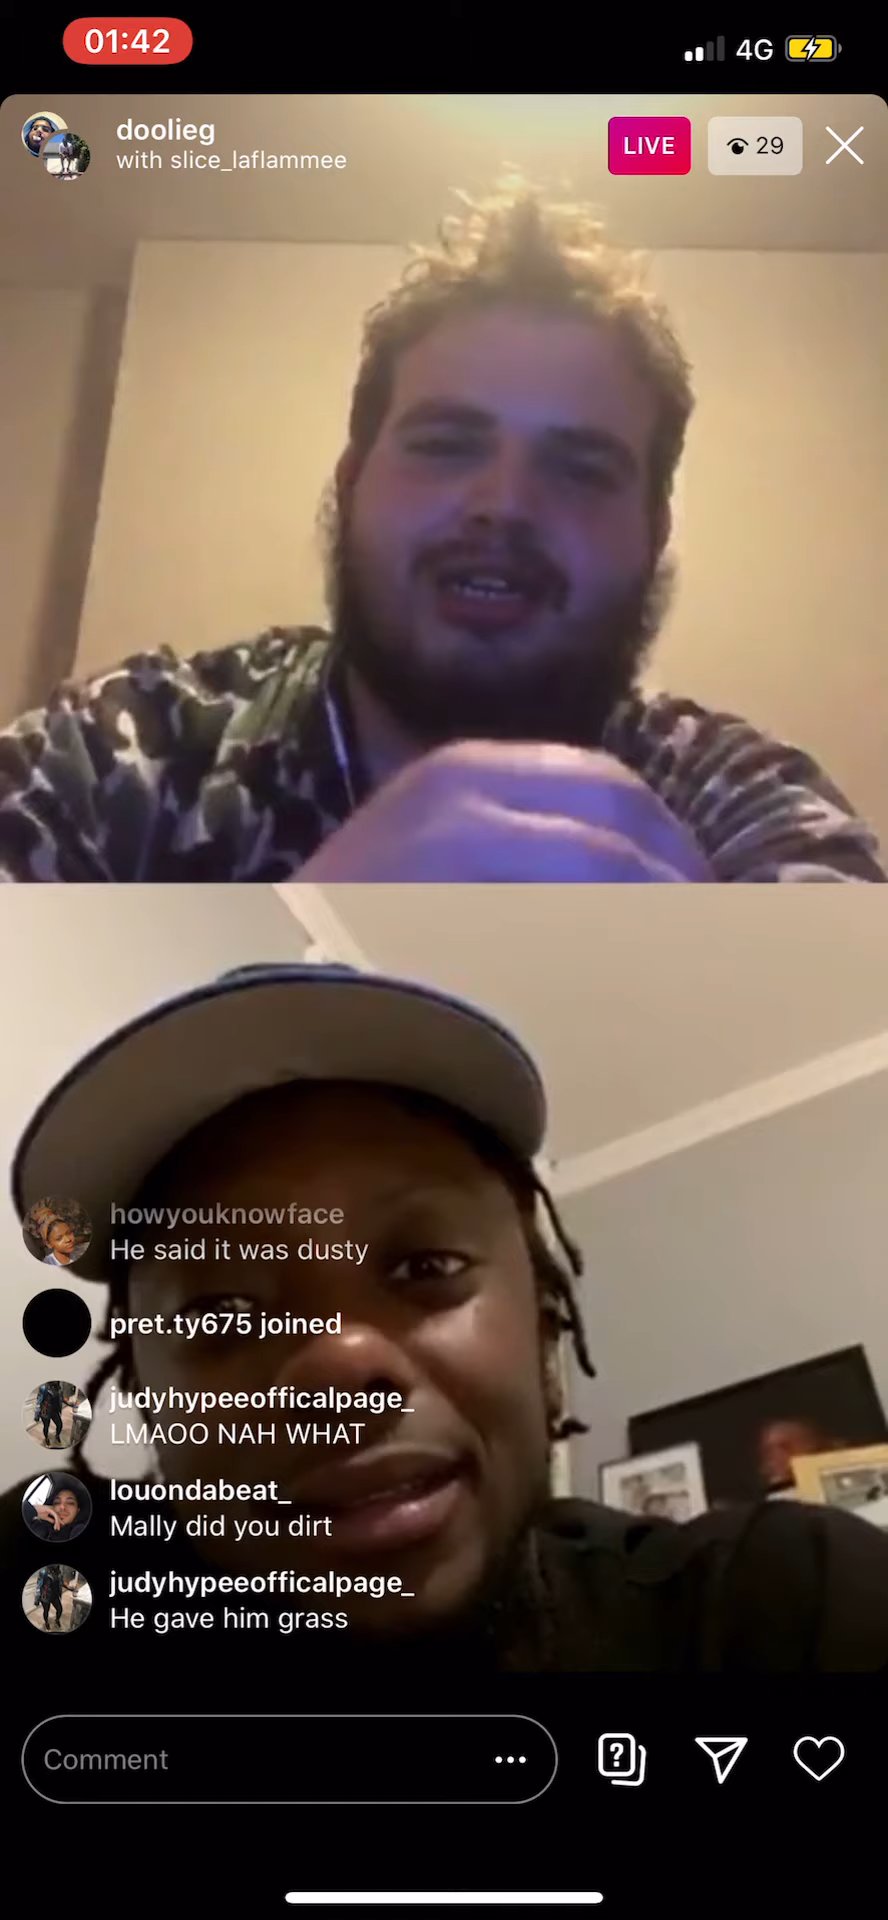 01:42
4G
doolieg
with slice_laflammee
LIVE
29
howyouknowface
He said it was dusty
pret.ty675 joined
judyhypeeofficalpage_
LMAOO NAH WHAT
louondabeat_
Mally did you dirt
judyhypeeofficalpage_
He gave him grass
Comment